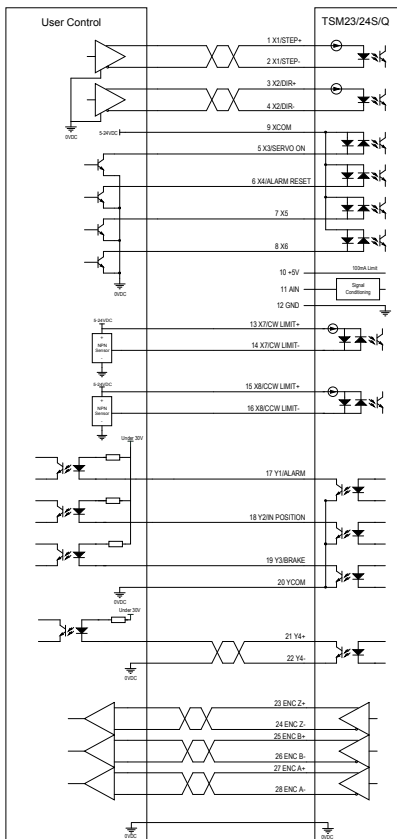 User Control
TSM23/24S/Q
1 X1/STEP+
2 X1/STEP-
3 X2/DIR+
4 X2/DIR-
0VDC
9 XCOM
5-24VDC
5 X3/SERVO ON
6 X4/ALARM RESET
7 X5
8 X6
0VDC
10 +5V
100mA Limit
11 AIN
Signal
Conditioning
12 GND
5-24VDC
13 X7/CW LIMIT+
+
NPN
Sensor
-
14 X7/CW LIMIT-
0VDC
5-24VDC
15 X8/CCW LIMIT+
+
NPN
Sensor
-
16 X8/CCW LIMIT-
0VDC
Under 30V
17 Y1/ALARM
18 Y2/IN POSITION
19 Y3/BRAKE
20 YCOM
0VDC
Under 30V
21 Y4+
22 Y4-
0VDC
23 ENC Z+
24 ENC Z-
25 ENC B+
26 ENC B-
27 ENC A+
28 ENC A-
0VDC
0VDC